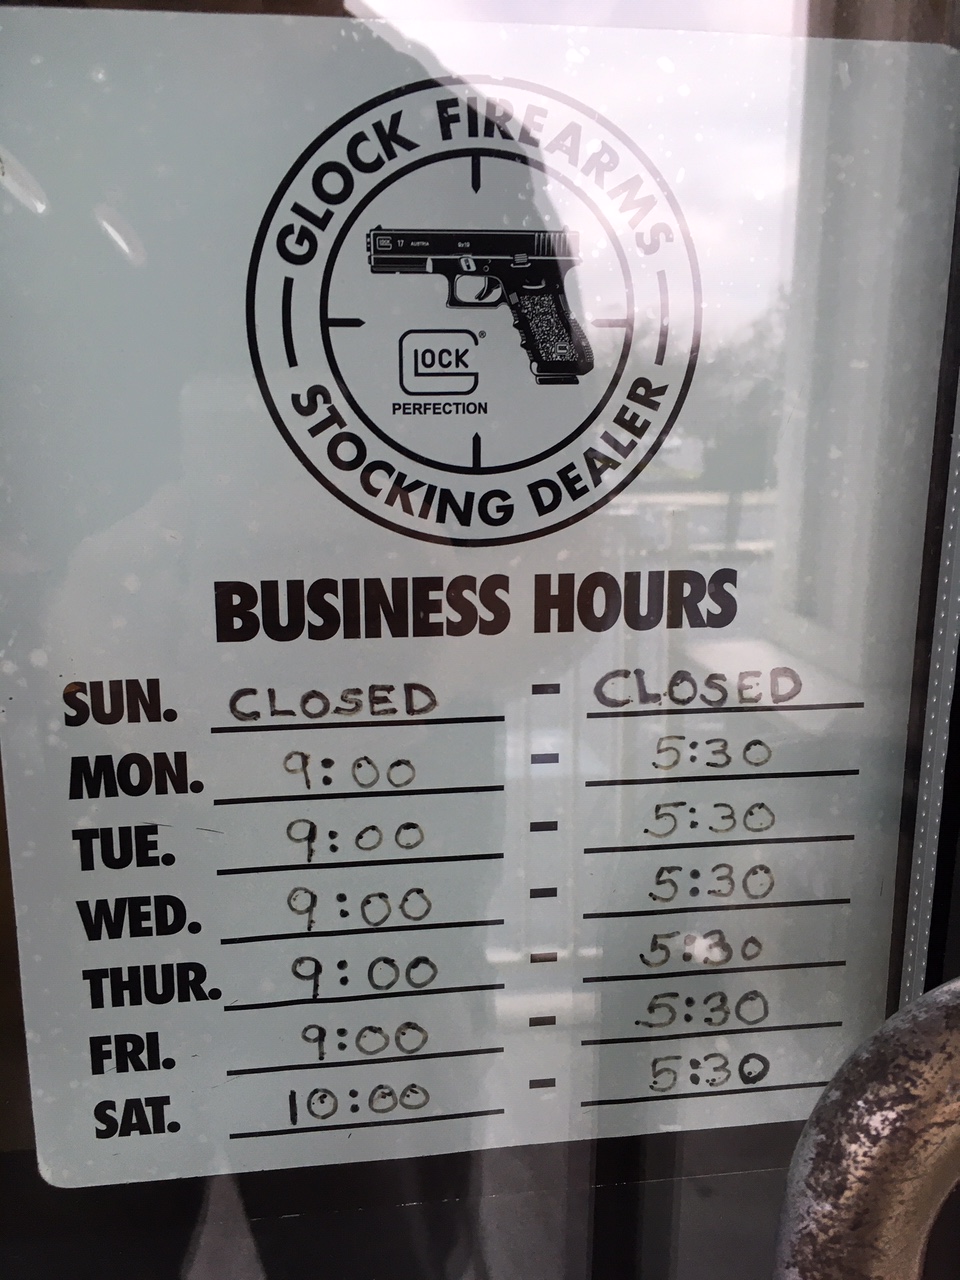 GLOCK FIREARMS
GLOCK 17 AUSTRIA 9x19
GLOCK®
PERFECTION
STOCKING DEALER
BUSINESS HOURS
SUN. CLOSED - CLOSED
MON. 9:00 - 5:30
TUE. 9:00 - 5:30
WED. 9:00 - 5:30
THUR. 9:00 - 5:30
FRI. 9:00 - 5:30
SAT. 10:00 - 5:30